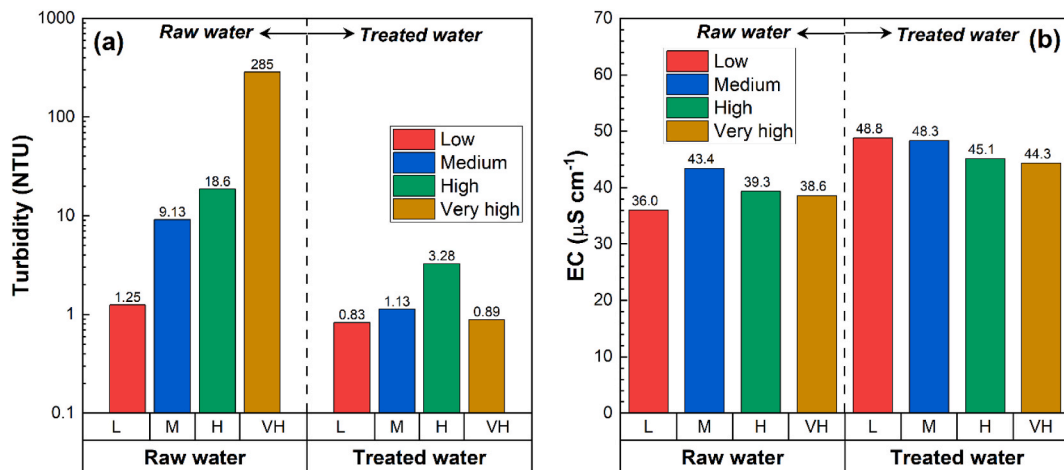 (a)
Raw water
Treated water
Turbidity (NTU)
1000
100
10
1
0.1
1.25
9.13
18.6
285
0.83
1.13
3.28
0.89
Low
Medium
High
Very high
L M H VH L M H VH
Raw water Treated water
(b)
Raw water
Treated water
EC (µS cm⁻¹)
70
60
50
40
30
20
10
0
Low
Medium
High
Very high
36.0
43.4
39.3
38.6
48.8
48.3
45.1
44.3
L M H VH L M H VH
Raw water Treated water